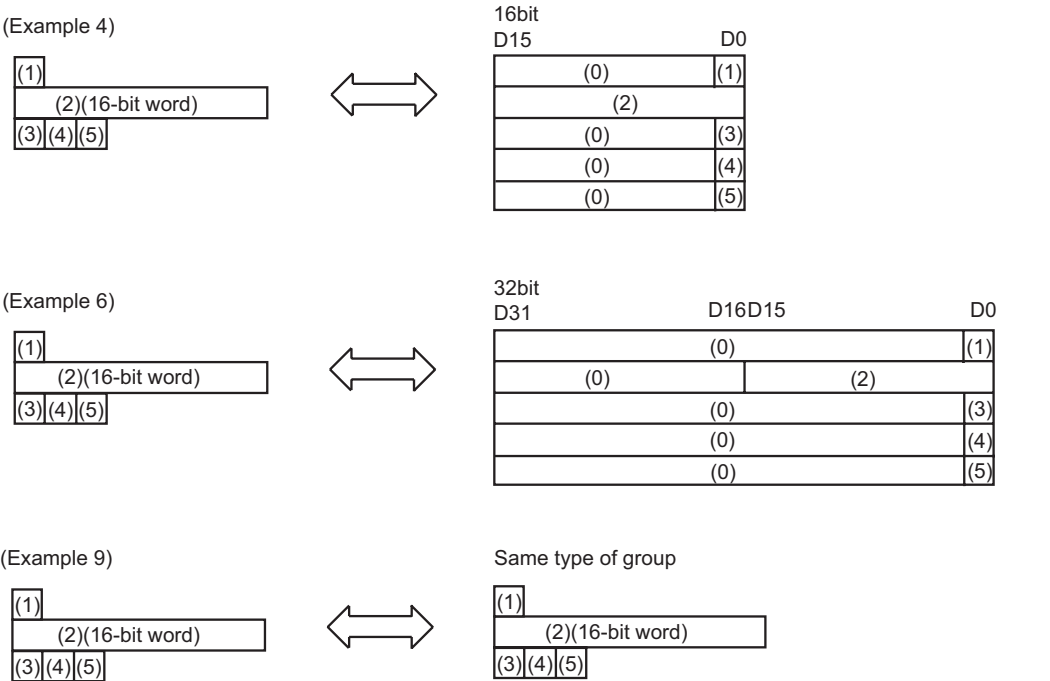 (Example 4)
(1)
(2)(16-bit word)
(3) (4) (5)
16bit
D15 D0
(0) (1)
(2)
(0) (3)
(0) (4)
(0) (5)
(Example 6)
(1)
(2)(16-bit word)
(3) (4) (5)
32bit
D31 D16D15 D0
(0) (1)
(0) (2)
(0) (3)
(0) (4)
(0) (5)
(Example 9)
(1)
(2)(16-bit word)
(3) (4) (5)
Same type of group
(1)
(2)(16-bit word)
(3) (4) (5)